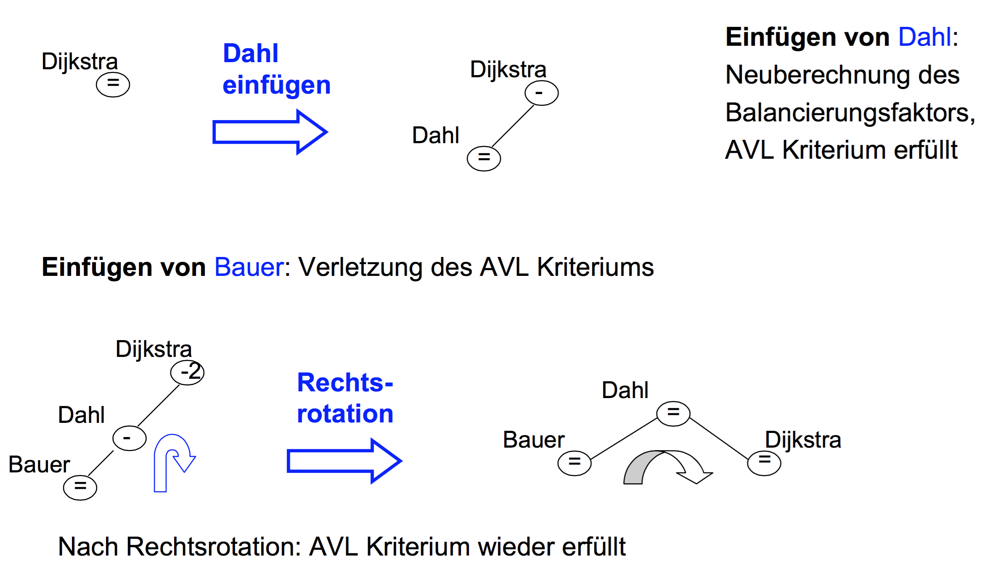 Dijkstra
=
Dahl
einfügen
Dijkstra
-
Dahl
=
Einfügen von Dahl:
Neuberechnung des
Balancierungsfaktors,
AVL Kriterium erfüllt
Einfügen von Bauer: Verletzung des AVL Kriteriums
Dijkstra
-2
Dahl
-
Bauer
=
Rechts-
rotation
Dahl
=
Bauer
=
Dijkstra
=
Nach Rechtsrotation: AVL Kriterium wieder erfüllt